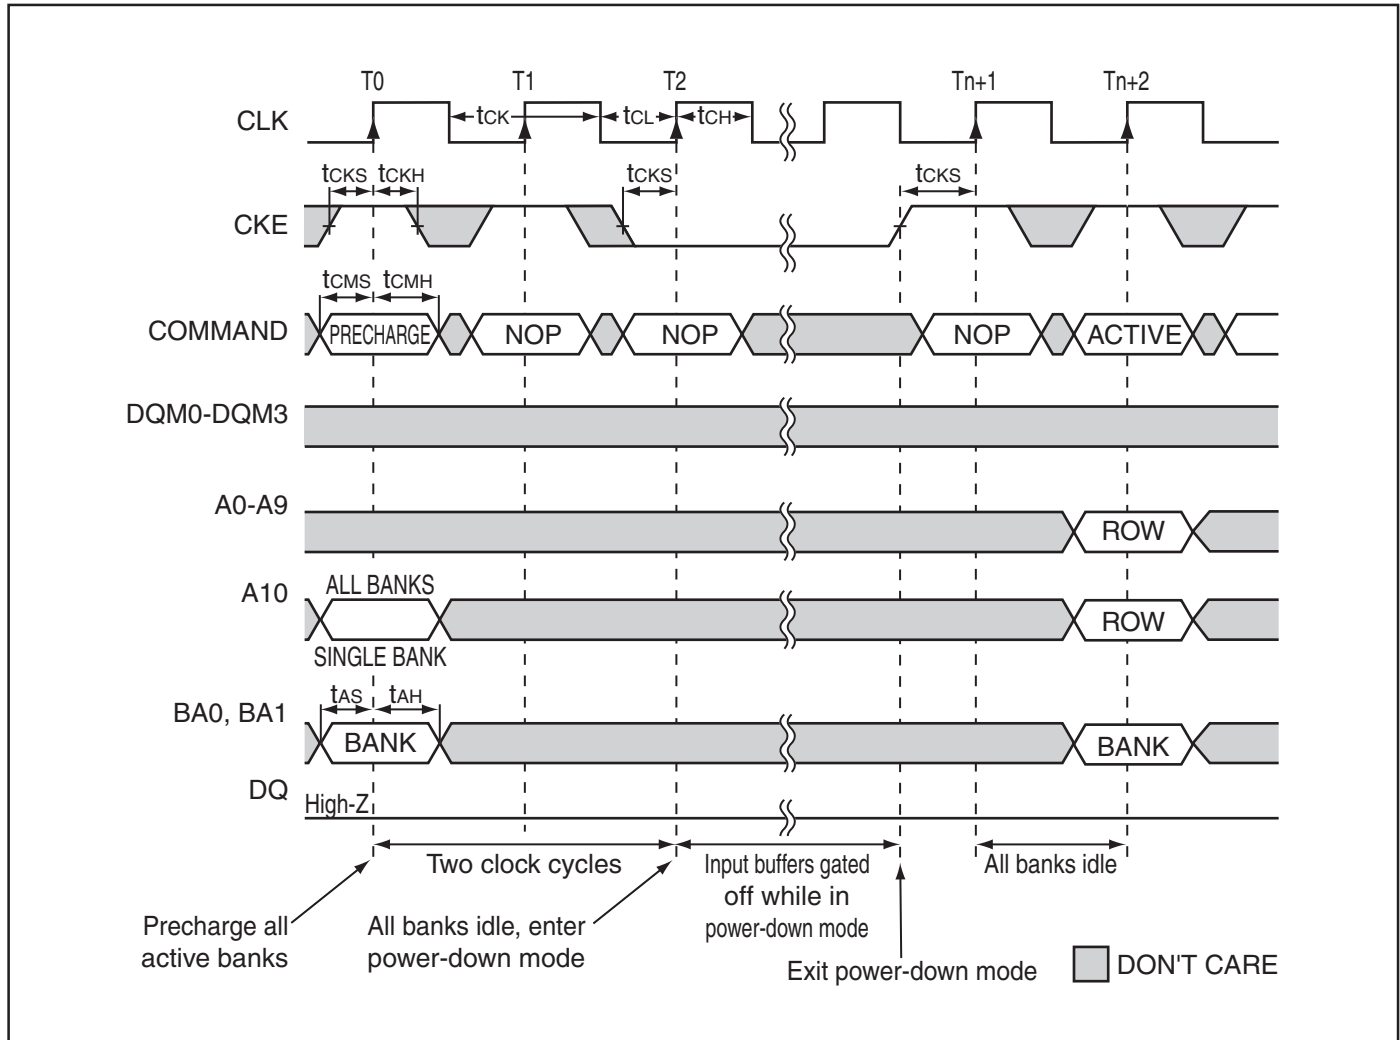 T0 T1 T2 Tn+1 Tn+2
CLK tCK tCL tCH
tCKS tCKH tCKS tCKS
CKE
tCMS tCMH
COMMAND PRECHARGE NOP NOP NOP ACTIVE
DQM0-DQM3
A0-A9 ROW
A10 ALL BANKS ROW
SINGLE BANK
tAS tAH
BA0, BA1 BANK BANK
DQ High-Z
Two clock cycles
Input buffers gated
off while in
power-down mode
All banks idle
Precharge all
active banks
All banks idle, enter
power-down mode
Exit power-down mode
DON'T CARE